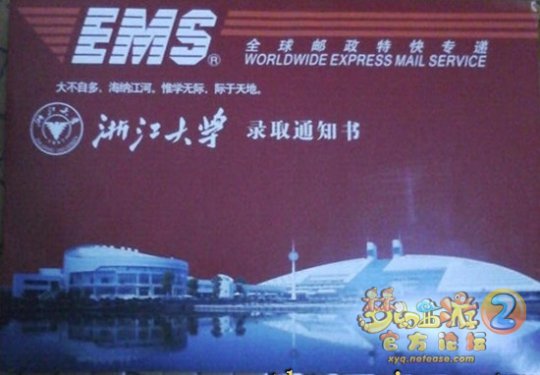 EMS®
全球邮政特快专递
WORLDWIDE EXPRESS MAIL SERVICE
大不自多、海纳江河。惟学无际、际于天地。
浙江大学 录取通知书
梦幻西游2
官方论坛
xyq.netease.com